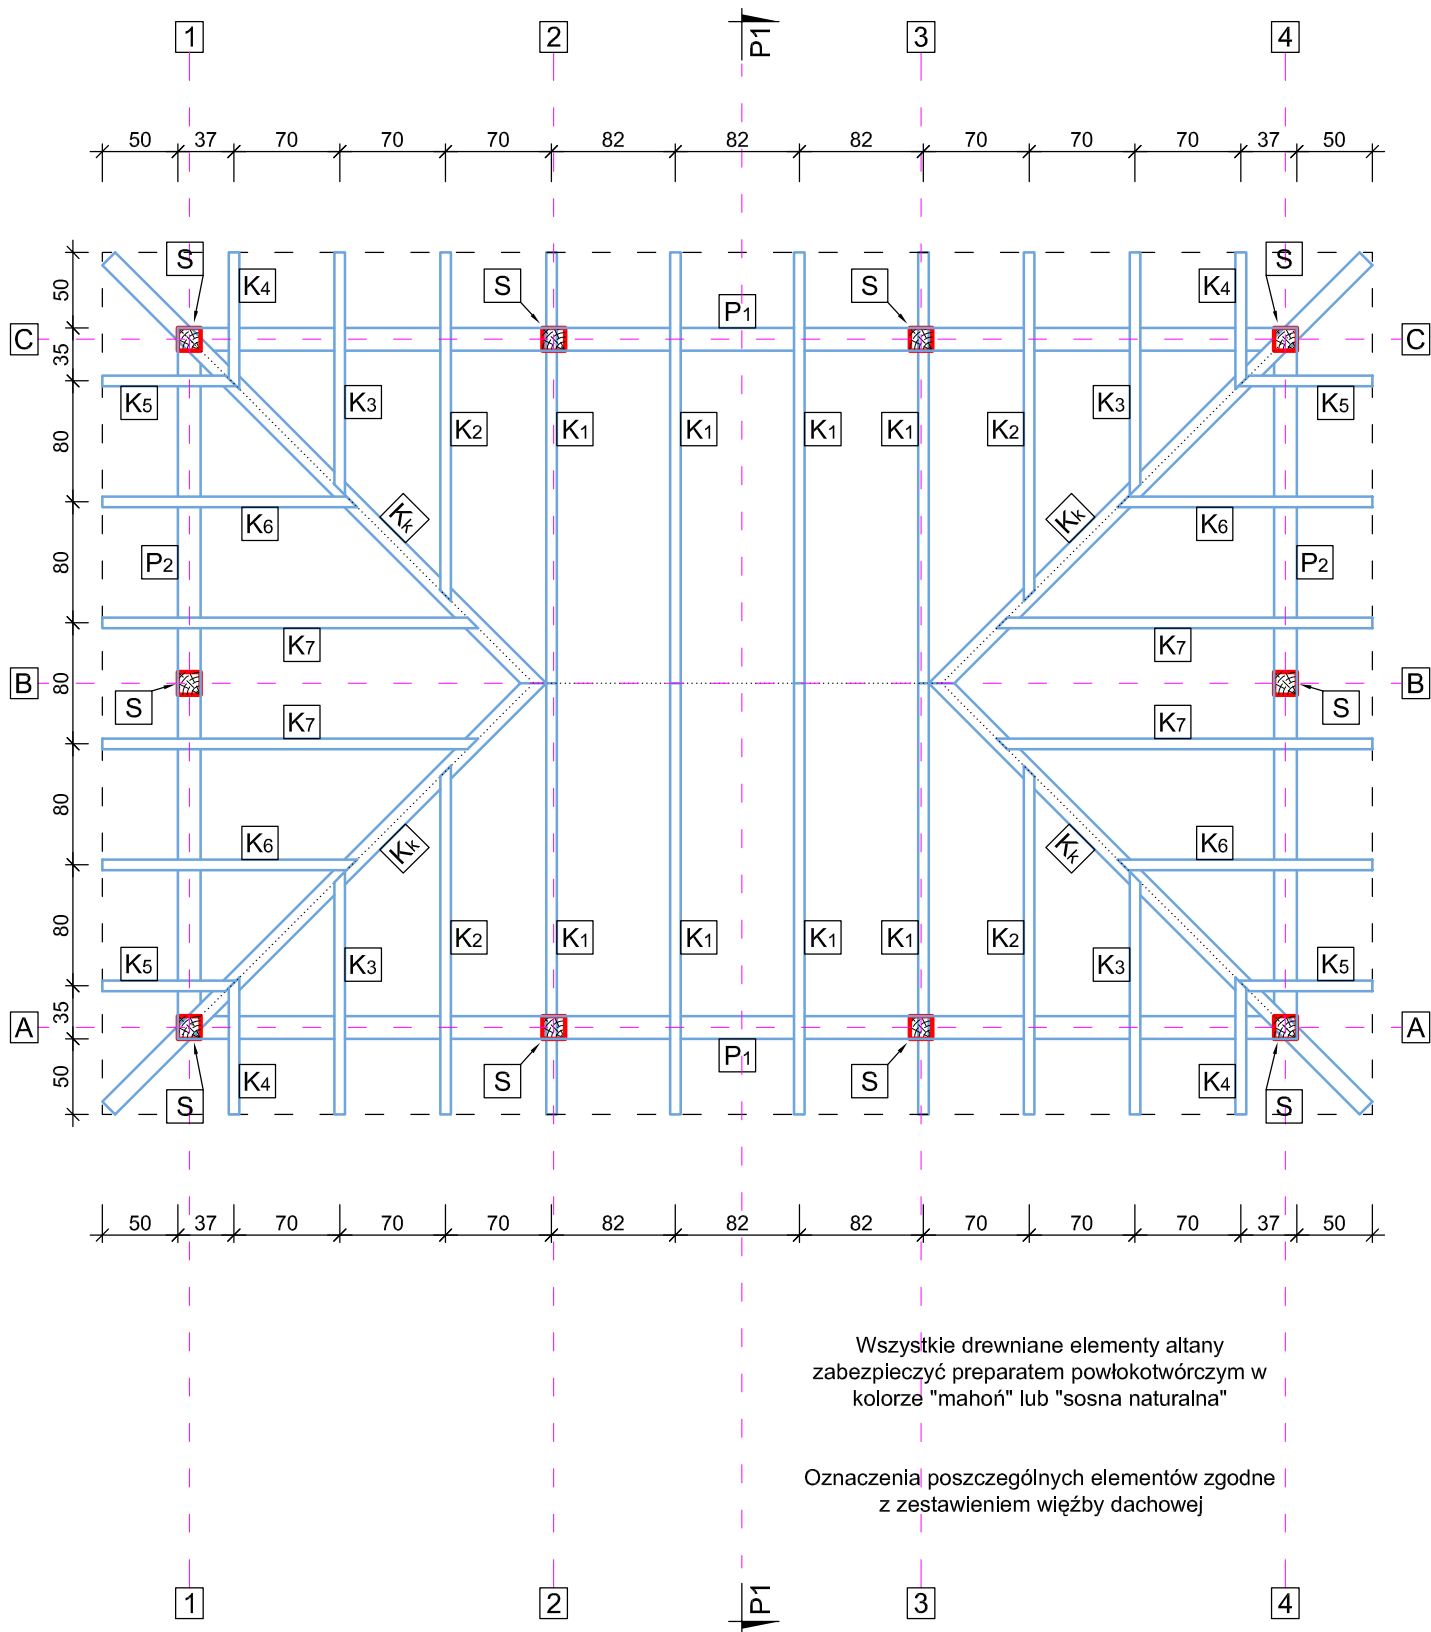 1 2 P1 3 4
50 37 70 70 70 82 82 82 70 70 70 37 50
S S
K4 S S K4
50 P1
C C
35
K5 K3 K3 K5
80 K2 K1 K1 K1 K1 K2
K6 Kk Kk K6
80 P2 P2
K7 K7
B 80 B
S S
K7 K7
80
K6 Kk Kk K6
80 K2 K1 K1 K1 K1 K2
K5 K3 K3 K5
35
A A
P1
50 K4 S S K4
S S
50 37 70 70 70 82 82 82 70 70 70 37 50
Wszystkie drewniane elementy altany
zabezpieczyć preparatem powłokotwórczym w
kolorze "mahoń" lub "sosna naturalna"
Oznaczenia poszczególnych elementów zgodne
z zestawieniem więźby dachowej
1 2 P1 3 4